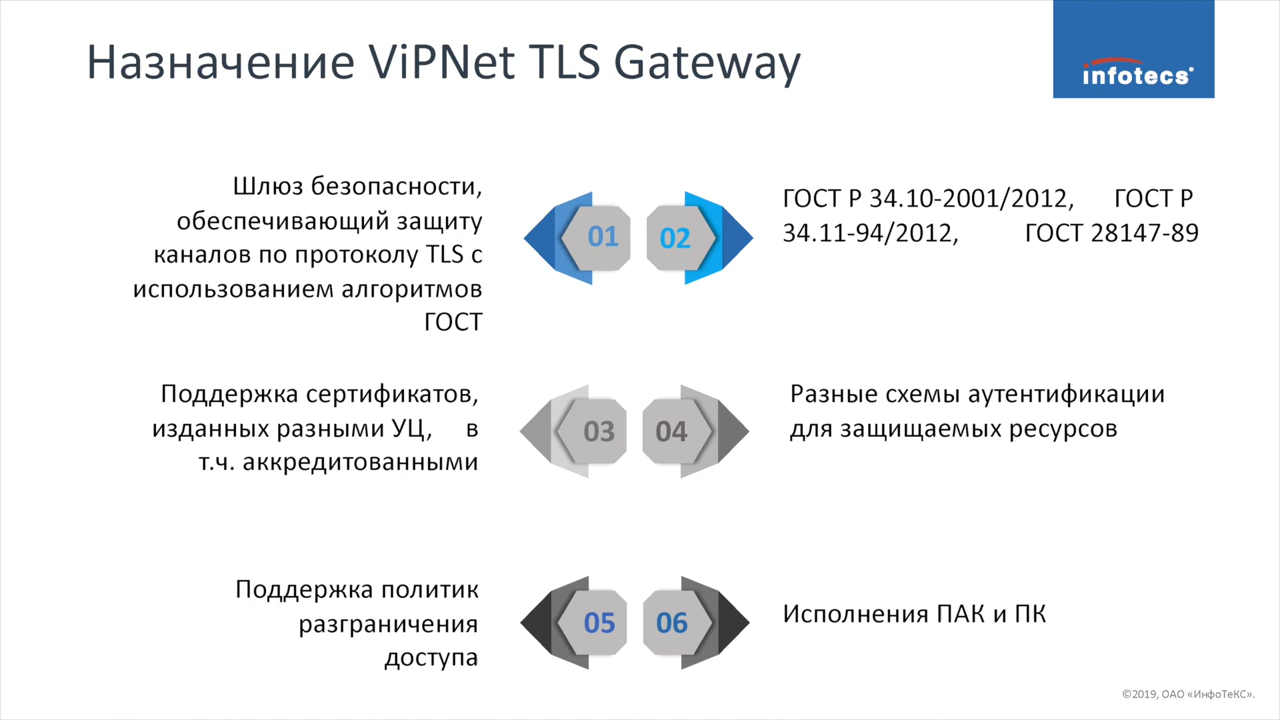 Назначение ViPNet TLS Gateway
infotecs
Шлюз безопасности,
обеспечивающий защиту
каналов по протоколу TLS с
использованием алгоритмов
ГОСТ
01
02
ГОСТ Р 34.10-2001/2012, ГОСТ Р
34.11-94/2012, ГОСТ 28147-89
Поддержка сертификатов,
изданных разными УЦ, в
т.ч. аккредитованными
03
04
Разные схемы аутентификации
для защищаемых ресурсов
Поддержка политик
разграничения
доступа
05
06
Исполнения ПАК и ПК
©2019, ОАО «ИнфоТеКС».